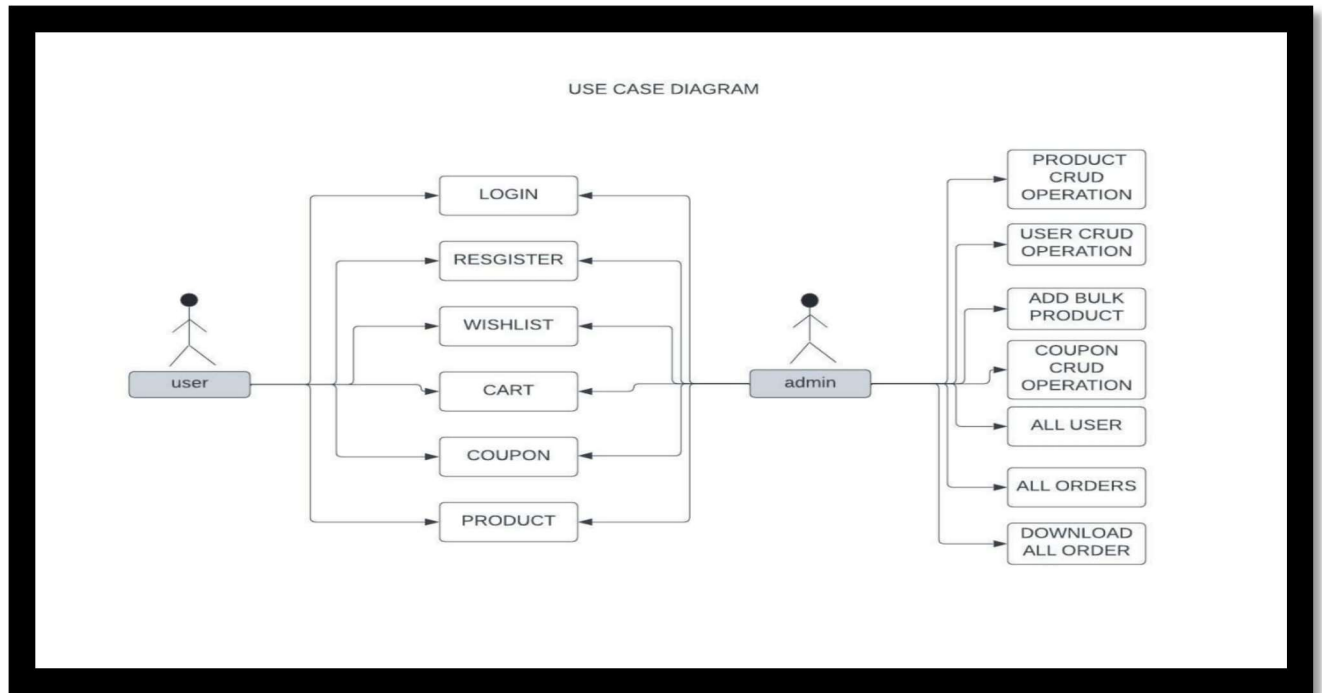 USE CASE DIAGRAM
LOGIN
RESGISTER
WISHLIST
CART
COUPON
PRODUCT
user
admin
PRODUCT
CRUD
OPERATION
USER CRUD
OPERATION
ADD BULK
PRODUCT
COUPON
CRUD
OPERATION
ALL USER
ALL ORDERS
DOWNLOAD
ALL ORDER